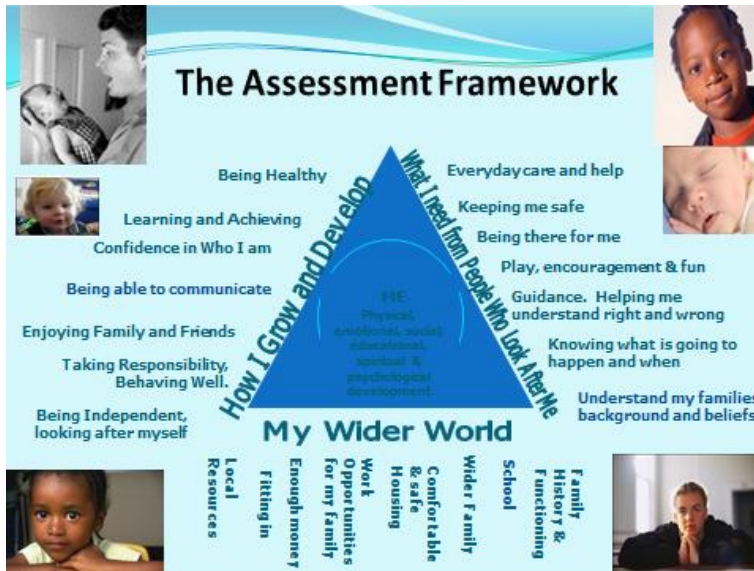 The Assessment Framework
Being Healthy
Learning and Achieving
Confidence in Who I am
Being able to communicate
Enjoying Family and Friends
Taking Responsibility,
Behaving Well.
Being Independent,
looking after myself
How I Grow and Develop
What I need from People Who Look After Me
Everyday care and help
Keeping me safe
Being there for me
Play, encouragement & fun
Guidance. Helping me
understand right and wrong
Knowing what is going to
happen and when
Understand my families
background and beliefs
ME
Physical,
emotional, social,
educational,
spiritual &
psychological
development
My Wider World
Local
Resources
Fitting in
Enough money
Work
Opportunities
for my Family
Comfortable
& safe
Housing
Wider Family
School
Family
History &
Functioning